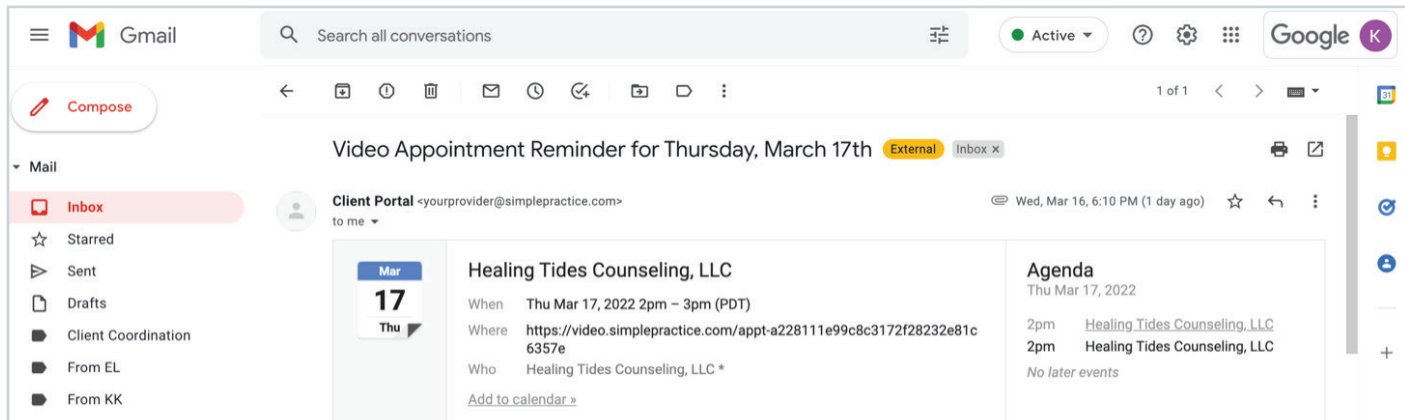 Gmail
Search all conversations
Active
Google K
Compose
1 of 1
31
Video Appointment Reminder for Thursday, March 17th External Inbox ×
Mail
Client Portal <yourprovider@simplepractice.com>
Wed, Mar 16, 6:10 PM (1 day ago)
to me
Inbox
Starred
Sent
Drafts
Client Coordination
From EL
From KK
Mar
17
Thu
Healing Tides Counseling, LLC
When Thu Mar 17, 2022 2pm – 3pm (PDT)
Where https://video.simplepractice.com/appt-a228111e99c8c3172f28232e81c
6357e
Who Healing Tides Counseling, LLC *
Add to calendar »
Agenda
Thu Mar 17, 2022
2pm Healing Tides Counseling, LLC
2pm Healing Tides Counseling, LLC
No later events